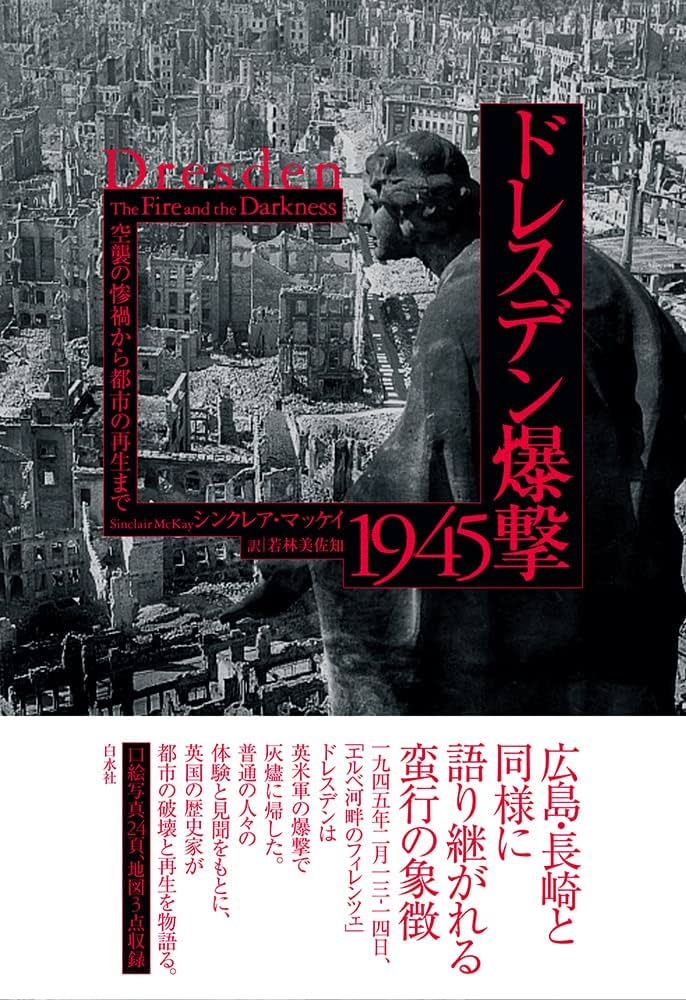 ドレスデン爆撃
1945
Dresden
The Fire and the Darkness
空襲の惨禍から都市の再生まで
Sinclair McKay シンクレア・マッケイ
訳|若林美佐知
広島・長崎と
同様に
語り継がれる
蛮行の象徴
一九四五年二月一三-一四日、
「エルベ河畔のフィレンツェ」
ドレスデンは
英米軍の爆撃で
灰燼に帰した。
普通の人々の
体験と見聞をもとに、
英国の歴史家が
都市の破壊と再生を物語る。
口絵写真24頁、地図3点収録
白水社